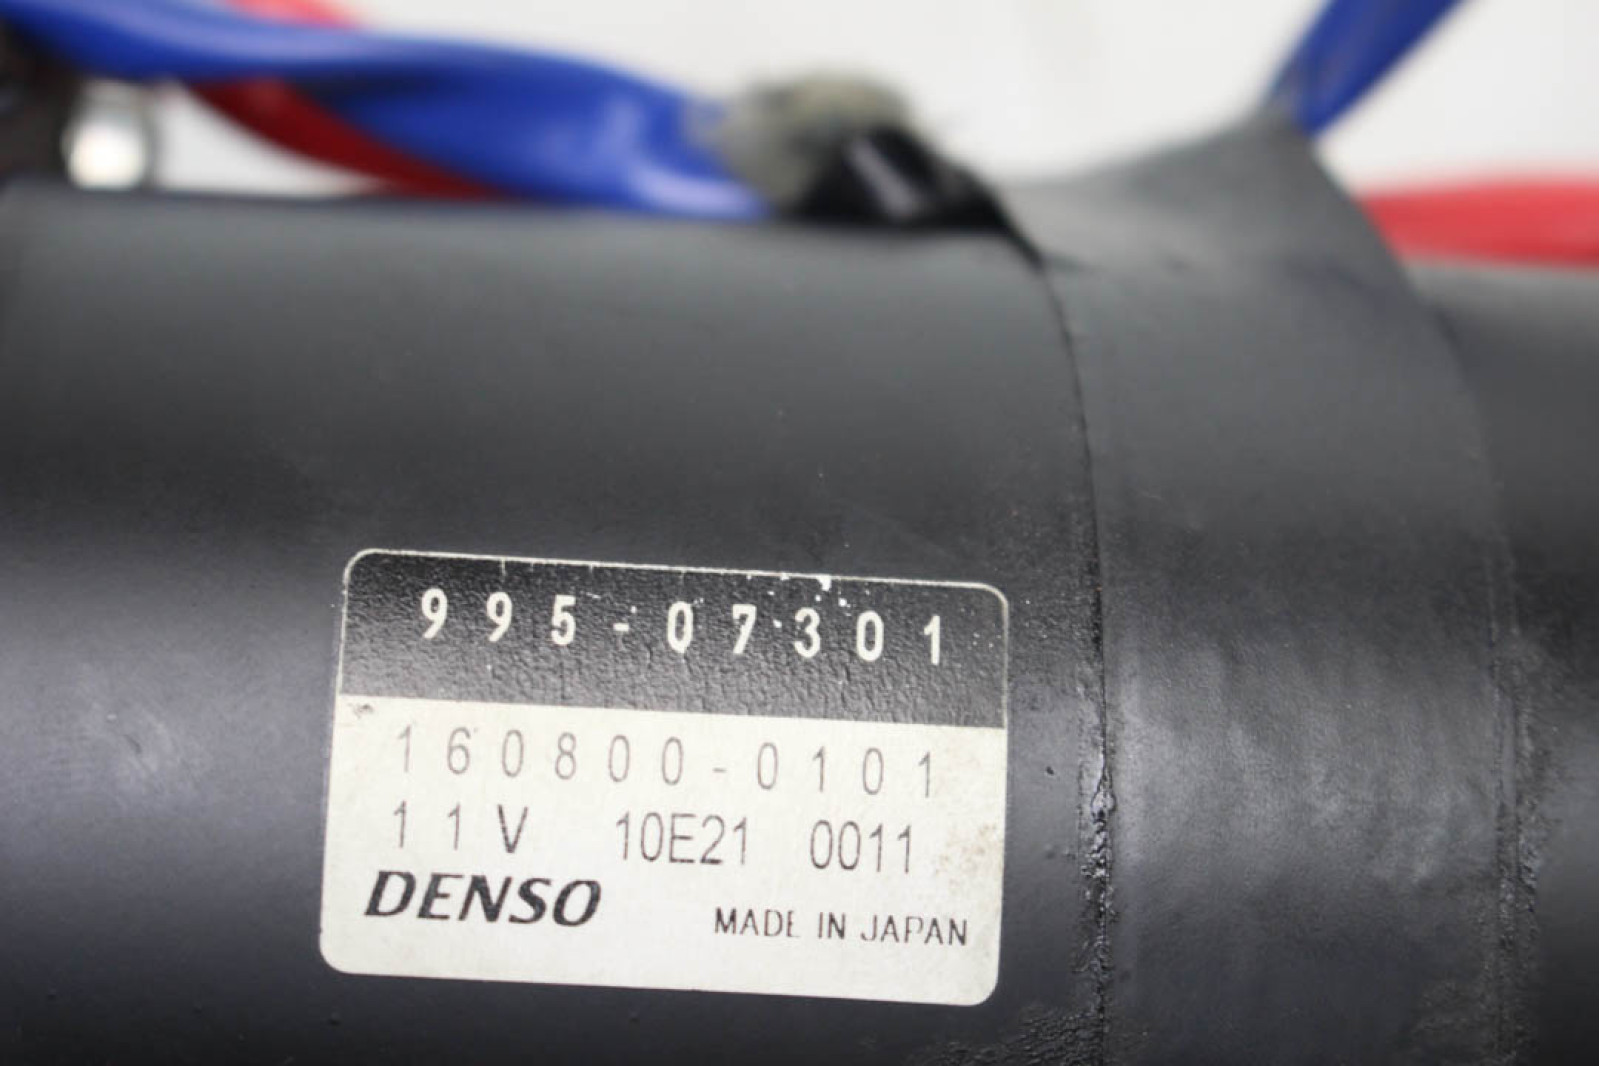 995-07301
160800-0101
11V 10E21 0011
DENSO MADE IN JAPAN